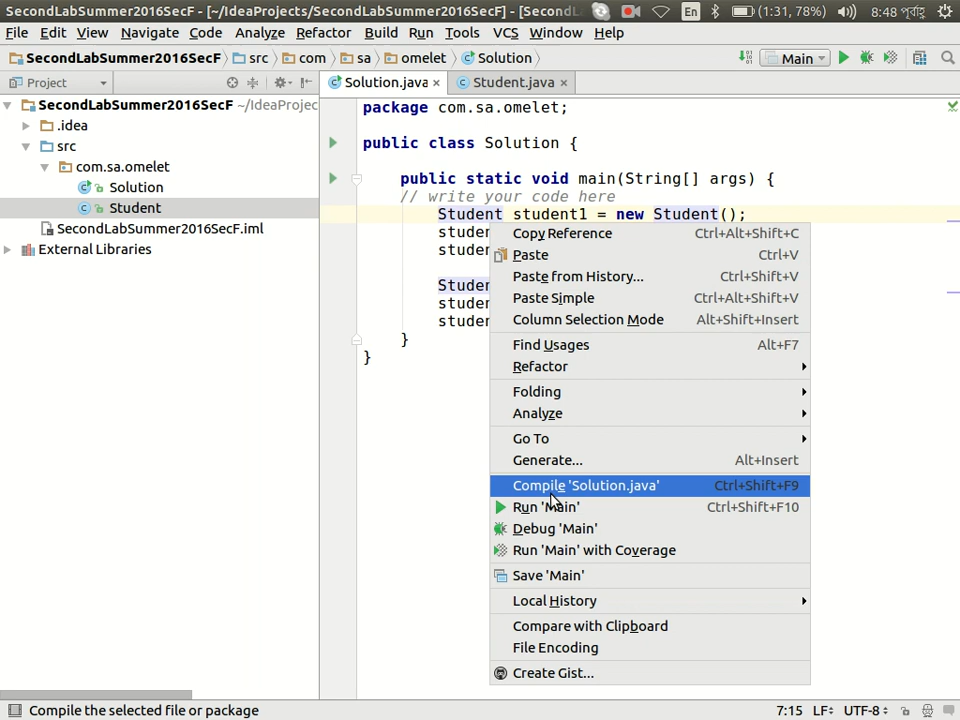 SecondLabSummer2016SecF - [~/IdeaProjects/SecondLabSummer2016SecF] - [SecondLab
En
(1:31, 78%)
8:48 পূর্বাহ্ণ
File Edit View Navigate Code Analyze Refactor Build Run Tools VCS Window Help
SecondLabSummer2016SecF src com sa omelet Solution Main
Project Solution.java Student.java
SecondLabSummer2016SecF ~/IdeaProjec
.idea
src
com.sa.omelet
Solution
Student
SecondLabSummer2016SecF.iml
External Libraries
package com.sa.omelet;
public class Solution {
public static void main(String[] args) {
// write your code here
Student student1 = new Student();
studen
studen
Studen
studen
studen
}
}
Copy Reference Ctrl+Alt+Shift+C
Paste Ctrl+V
Paste from History... Ctrl+Shift+V
Paste Simple Ctrl+Alt+Shift+V
Column Selection Mode Alt+Shift+Insert
Find Usages Alt+F7
Refactor
Folding
Analyze
Go To
Generate... Alt+Insert
Compile 'Solution.java' Ctrl+Shift+F9
Run 'Main' Ctrl+Shift+F10
Debug 'Main'
Run 'Main' with Coverage
Save 'Main'
Local History
Compare with Clipboard
File Encoding
Create Gist...
Compile the selected file or package 7:15 LF÷ UTF-8÷